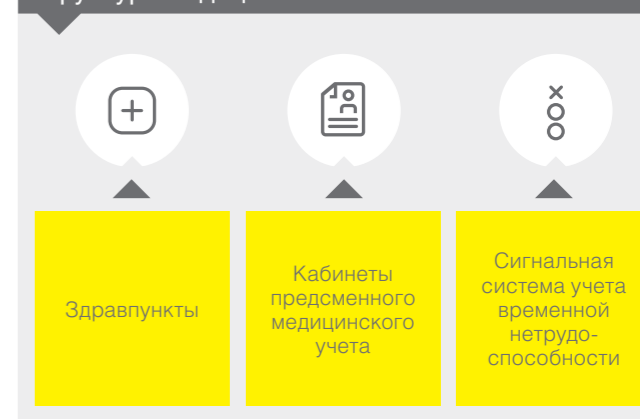 Здравпункты
Кабинеты
предсменного
медицинского
учета
Сигнальная
система учета
временной
нетрудо-
способности